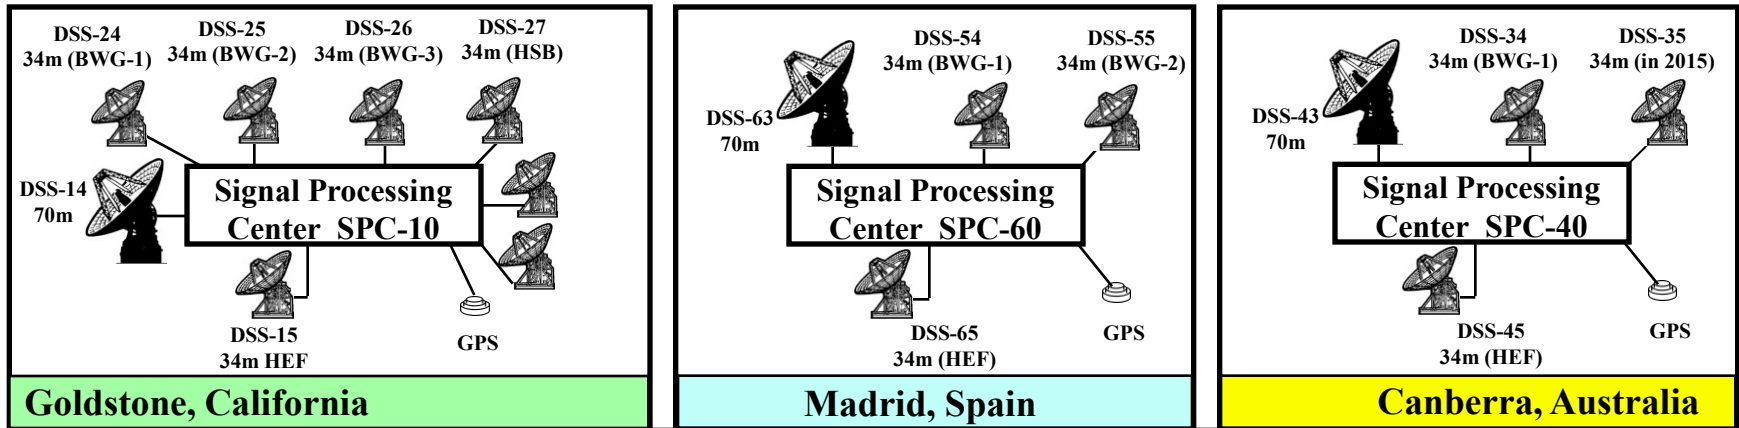 DSS-24
34m (BWG-1)
DSS-25
34m (BWG-2)
DSS-26
34m (BWG-3)
DSS-27
34m (HSB)
DSS-14
70m
Signal Processing
Center SPC-10
DSS-15
34m HEF
GPS
Goldstone, California
DSS-54
34m (BWG-1)
DSS-55
34m (BWG-2)
DSS-63
70m
Signal Processing
Center SPC-60
DSS-65
34m (HEF)
GPS
Madrid, Spain
DSS-34
34m (BWG-1)
DSS-35
34m (in 2015)
DSS-43
70m
Signal Processing
Center SPC-40
DSS-45
34m (HEF)
GPS
Canberra, Australia